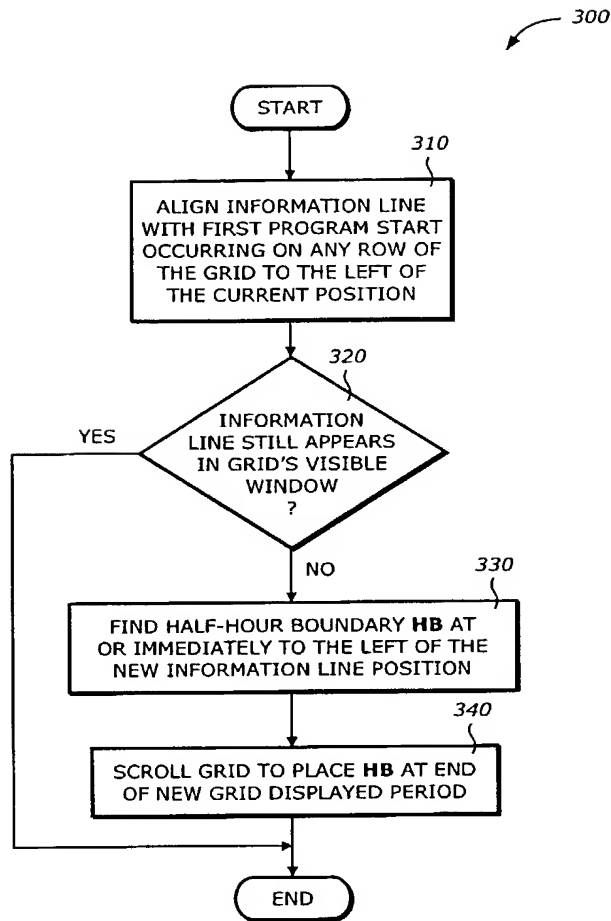 300
START
310
ALIGN INFORMATION LINE
WITH FIRST PROGRAM START
OCCURRING ON ANY ROW OF
THE GRID TO THE LEFT OF
THE CURRENT POSITION
320
INFORMATION
LINE STILL APPEARS
IN GRID'S VISIBLE
WINDOW
?
YES
NO
330
FIND HALF-HOUR BOUNDARY HB AT
OR IMMEDIATELY TO THE LEFT OF THE
NEW INFORMATION LINE POSITION
340
SCROLL GRID TO PLACE HB AT END
OF NEW GRID DISPLAYED PERIOD
END